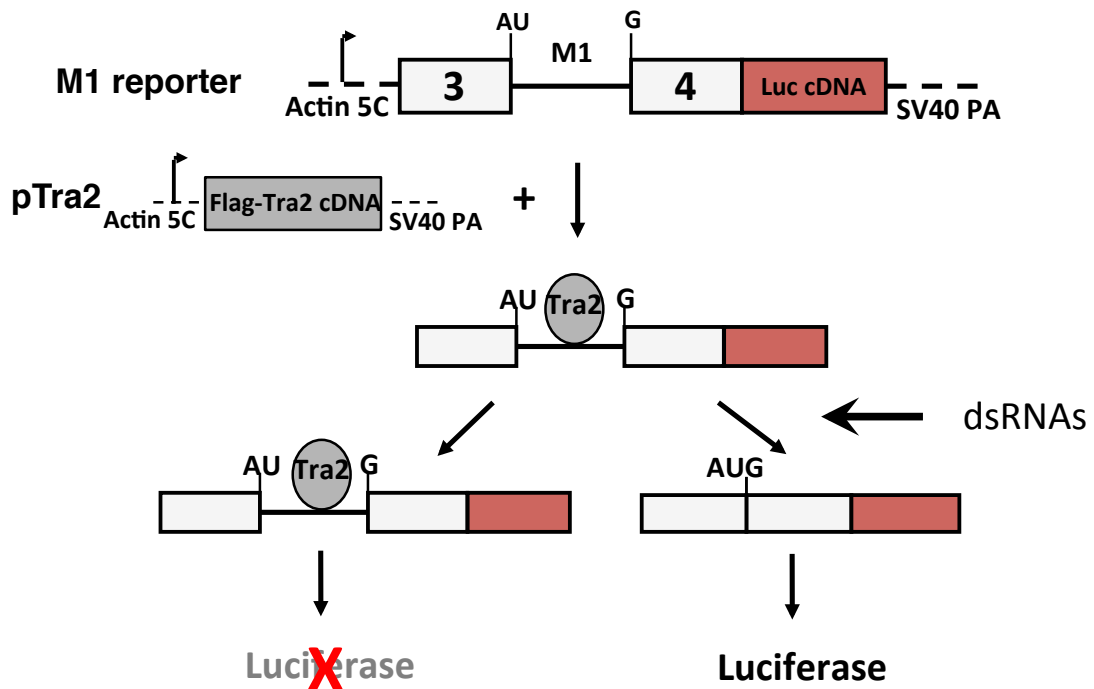 AU G
M1
M1 reporter
3 4 Luc cDNA
Actin 5C SV40 PA
pTra2
Flag-Tra2 cDNA +
Actin 5C SV40 PA
AU Tra2 G
dsRNAs
AU Tra2 G
AUG
Luciferase
X
Luciferase